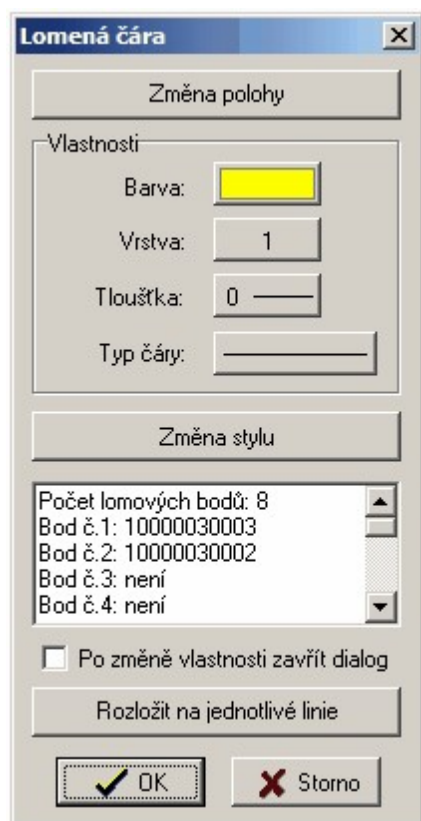 Lomená čára
Změna polohy
Vlastnosti
Barva:
Vrstva: 1
Tloušťka: 0
Typ čáry:
Změna stylu
Počet lomových bodů: 8
Bod č.1: 10000030003
Bod č.2: 10000030002
Bod č.3: není
Bod č.4: není
Po změně vlastnosti zavřít dialog
Rozložit na jednotlivé linie
OK Storno